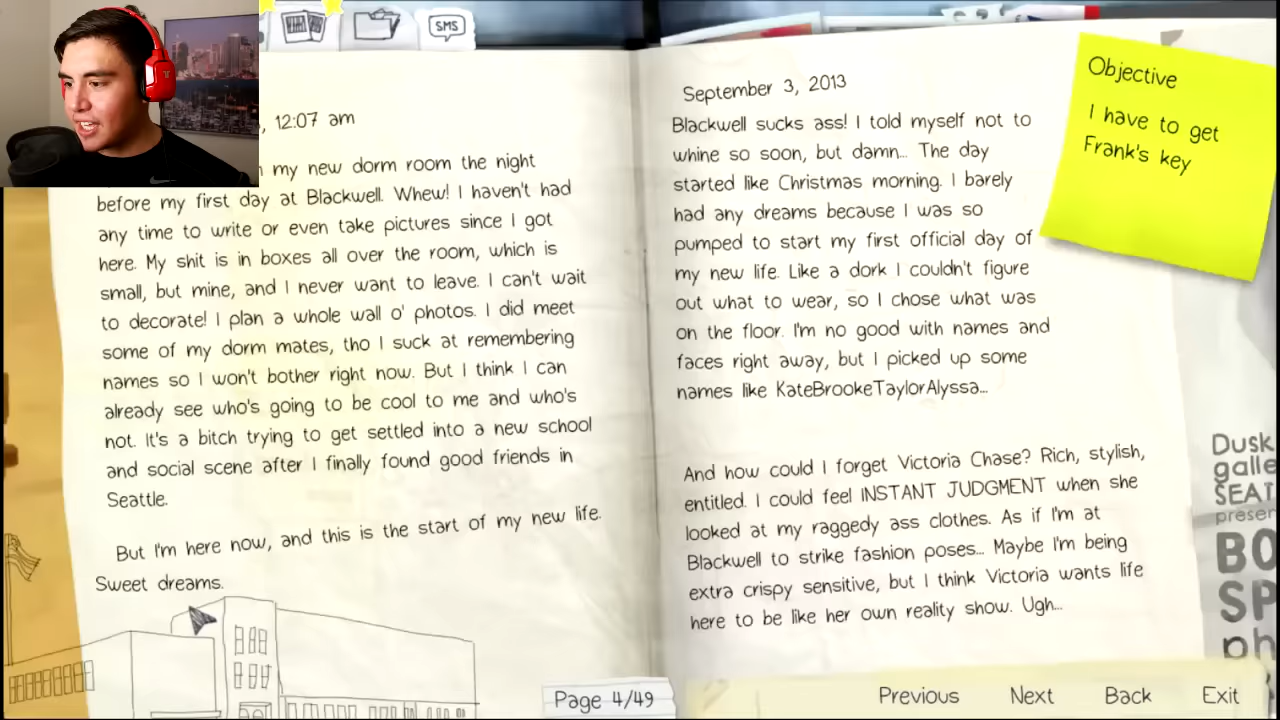 SMS
, 12:07 am
my new dorm room the night
before my first day at Blackwell. Whew! I haven't had
any time to write or even take pictures since I got
here. My shit is in boxes all over the room, which is
small, but mine, and I never want to leave. I can't wait
to decorate! I plan a whole wall o' photos. I did meet
some of my dorm mates, tho I suck at remembering
names so I won't bother right now. But I think I can
already see who's going to be cool to me and who's
not. It's a bitch trying to get settled into a new school
and social scene after I finally found good friends in
Seattle.
But I'm here now, and this is the start of my new life.
Sweet dreams.
September 3, 2013
Blackwell sucks ass! I told myself not to
whine so soon, but damn... The day
started like Christmas morning. I barely
had any dreams because I was so
pumped to start my first official day of
my new life. Like a dork I couldn't figure
out what to wear, so I chose what was
on the floor. I'm no good with names and
faces right away, but I picked up some
names like KateBrookeTaylorAlyssa...
And how could I forget Victoria Chase? Rich, stylish,
entitled. I could feel INSTANT JUDGMENT when she
looked at my raggedy ass clothes. As if I'm at
Blackwell to strike fashion poses... Maybe I'm being
extra crispy sensitive, but I think Victoria wants life
here to be like her own reality show. Ugh...
Objective
I have to get
Frank's key
Dusk
galle
SEAT
presen
BO
SP
ph
Page 4/49
Previous Next Back Exit